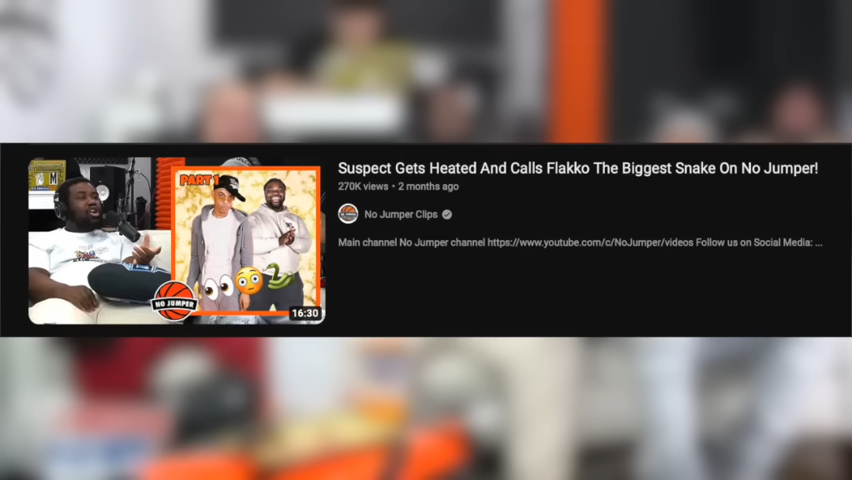 Suspect Gets Heated And Calls Flakko The Biggest Snake On No Jumper!
270K views • 2 months ago
No Jumper Clips
Main channel No Jumper channel https://www.youtube.com/c/NoJumper/videos Follow us on Social Media: ...
PART 1
NO JUMPER
16:30